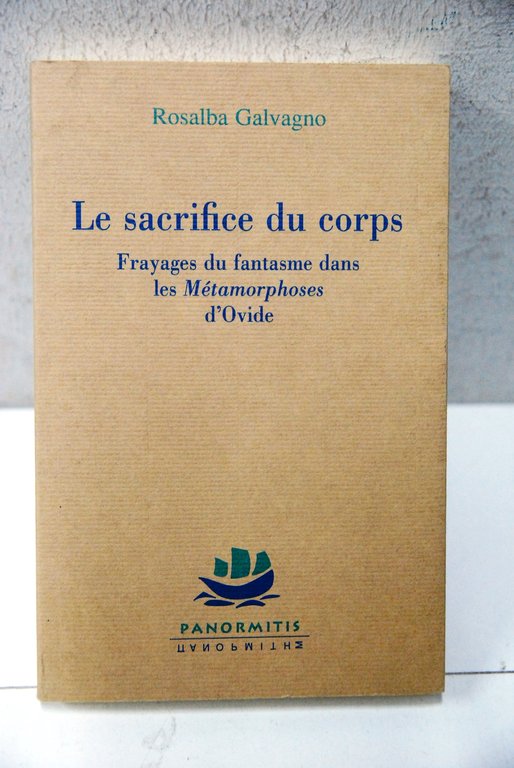 Rosalba Galvagno
Le sacrifice du corps
Frayages du fantasme dans
les Métamorphoses
d'Ovide
PANORMITIS
ΠΑΝΟΡΜΙΤΗΣ